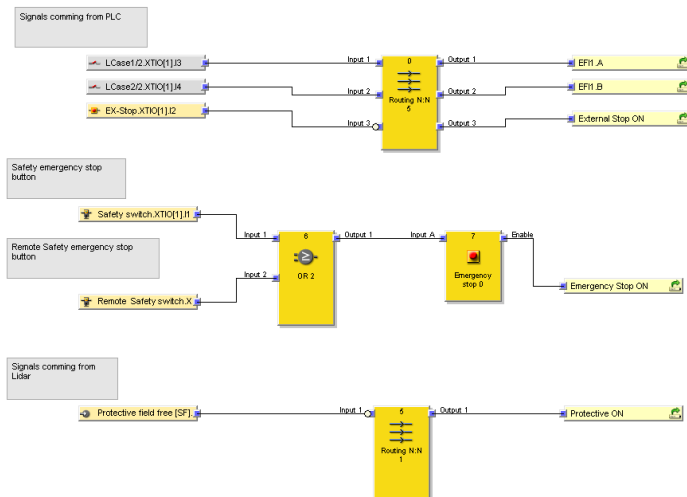 Signals comming from PLC
LCase1/2.XTIO[1].I3
Input 1
0
Output 1
EFI1.A
LCase2/2.XTIO[1].I4
Input 2
Routing N:N
5
Output 2
EFI1.B
EX-Stop.XTIO[1].I2
Input 3
Output 3
External Stop ON
Safety emergency stop
button
Safety switch.XTIO[1].I1
Input 1
6
Output 1
Input A
7
Enable
Remote Safety emergency stop
button
Input 2
OR 2
Emergency
stop 0
Emergency Stop ON
Remote Safety switch.X
Signals comming from
Lidar
Protective field free [SF].
Input 1
5
Output 1
Protective ON
Routing N:N
1